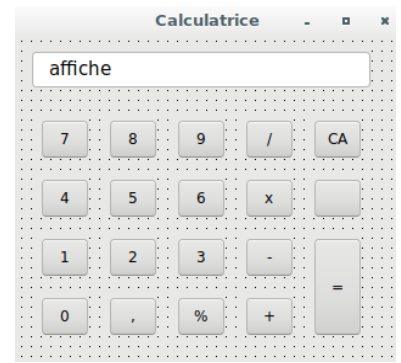 Calculatrice
affiche
7 8 9 / CA
4 5 6 x
1 2 3 -
=
0 , % +